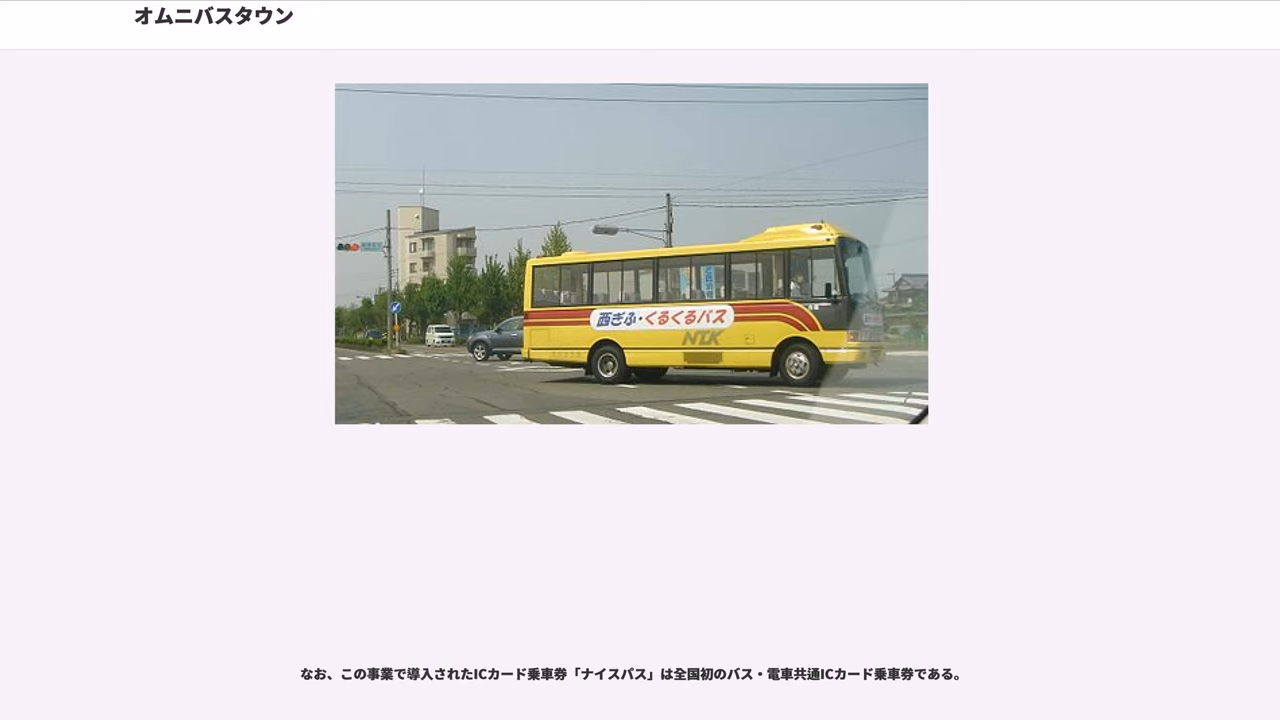 オムニバスタウン
西ぎふ・くるくるバス
NTK
なお、この事業で導入されたICカード乗車券「ナイスパス」は全国初のバス・電車共通ICカード乗車券である。